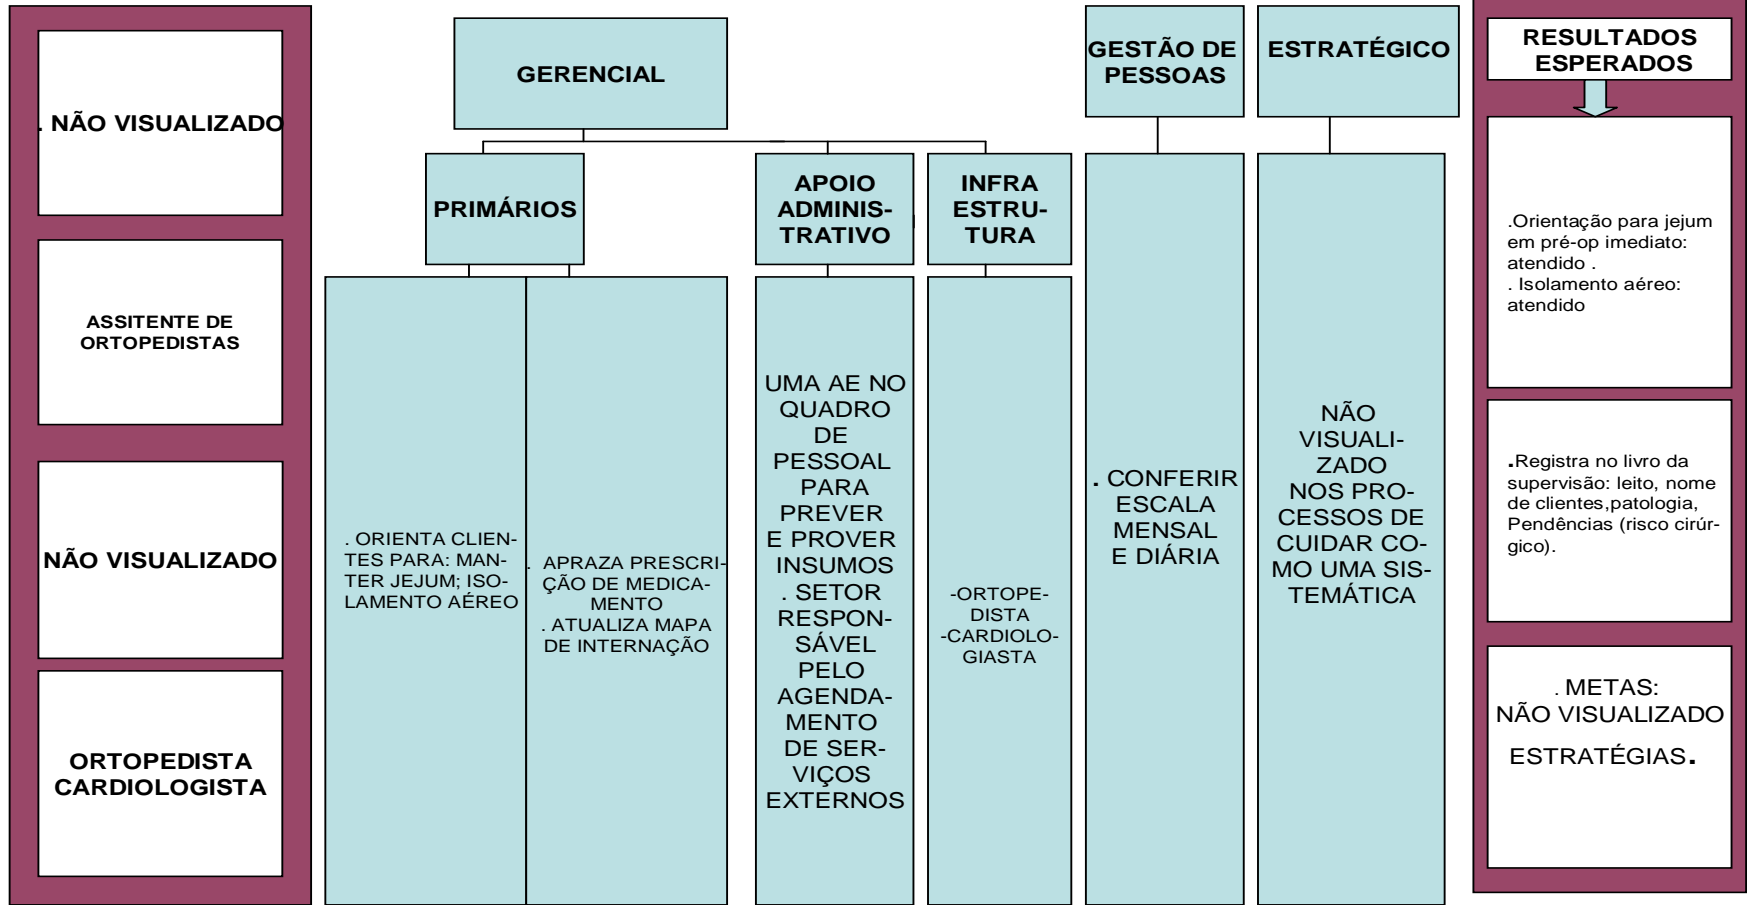 . NÃO VISUALIZADO
ASSITENTE DE
ORTOPEDISTAS
NÃO VISUALIZADO
ORTOPEDISTA
CARDIOLOGISTA
GERENCIAL
PRIMÁRIOS
. ORIENTA CLIEN-
TES PARA: MAN-
TER JEJUM; ISO-
LAMENTO AÉREO
. APRAZA PRESCRI-
ÇÃO DE MEDICA-
MENTO
. ATUALIZA MAPA
DE INTERNAÇÃO
APOIO
ADMINIS-
TRATIVO
UMA AE NO
QUADRO
DE
PESSOAL
PARA
PREVER
E PROVER
INSUMOS
. SETOR
RESPON-
SÁVEL
PELO
AGENDA-
MENTO
DE SER-
VIÇOS
EXTERNOS
INFRA
ESTRU-
TURA
-ORTOPE-
DISTA
-CARDIOLO-
GIASTA
GESTÃO DE
PESSOAS
. CONFERIR
ESCALA
MENSAL
E DIÁRIA
ESTRATÉGICO
NÃO
VISUALI-
ZADO
NOS PRO-
CESSOS DE
CUIDAR CO-
MO UMA SIS-
TEMÁTICA
RESULTADOS
ESPERADOS
.Orientação para jejum
em pré-op imediato:
atendido .
. Isolamento aéreo:
atendido
.Registra no livro da
supervisão: leito, nome
de clientes,patologia,
Pendências (risco cirúr-
gico).
. METAS:
NÃO VISUALIZADO
ESTRATÉGIAS.